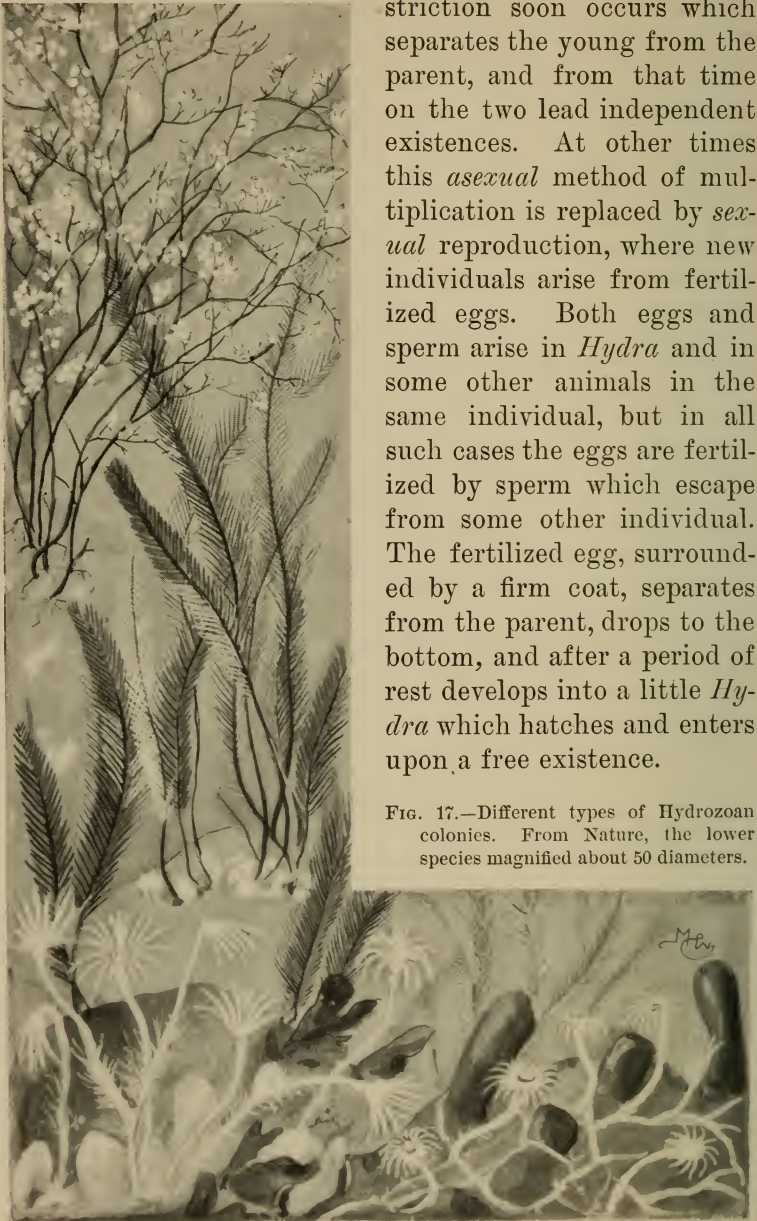 striction soon occurs which
separates the young from the
parent, and from that time
on the two lead independent
existences. At other times
this asexual method of mul-
tiplication is replaced by sex-
ual reproduction, where new
individuals arise from fertil-
ized eggs. Both eggs and
sperm arise in Hydra and in
some other animals in the
same individual, but in all
such cases the eggs are fertil-
ized by sperm which escape
from some other individual.
The fertilized egg, surround-
ed by a firm coat, separates
from the parent, drops to the
bottom, and after a period of
rest develops into a little Hy-
dra which hatches and enters
upon a free existence.
FIG. 17.—Different types of Hydrozoan
colonies. From Nature, the lower
species magnified about 50 diameters.